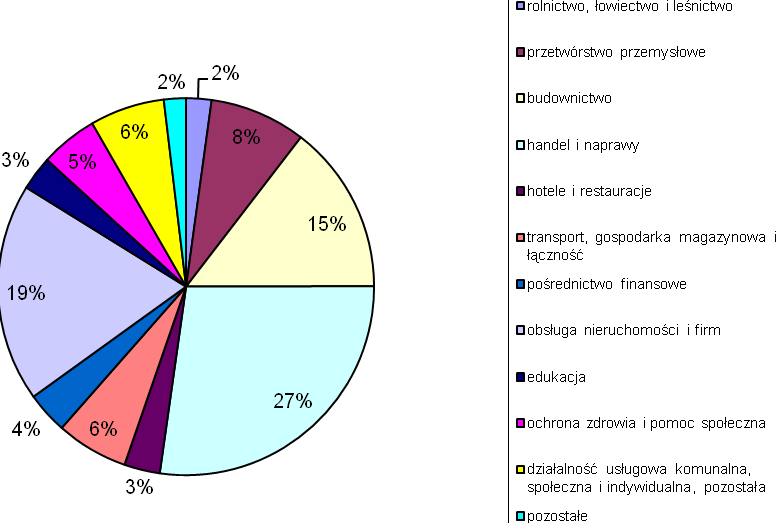 2%
2%
8%
6%
5%
3%
15%
19%
27%
4%
6%
3%
rolnictwo, łowiectwo i leśnictwo
przetwórstwo przemysłowe
budownictwo
handel i naprawy
hotele i restauracje
transport, gospodarka magazynowa i
łączność
pośrednictwo finansowe
obsługa nieruchomości i firm
edukacja
ochrona zdrowia i pomoc społeczna
działalność usługowa komunalna,
społeczna i indywidualna, pozostała
pozostałe